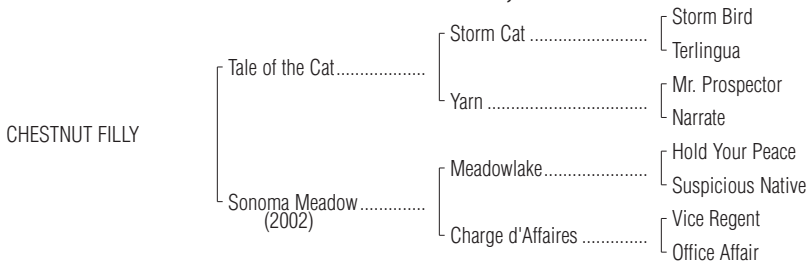 Storm Bird
Storm Cat ......................
Terlingua
Tale of the Cat...................
Mr. Prospector
Yarn ..................................
Narrate
CHESTNUT FILLY
Hold Your Peace
Meadowlake......................
Suspicious Native
Sonoma Meadow ..............
(2002)
Vice Regent
Charge d'Affaires ..............
Office Affair